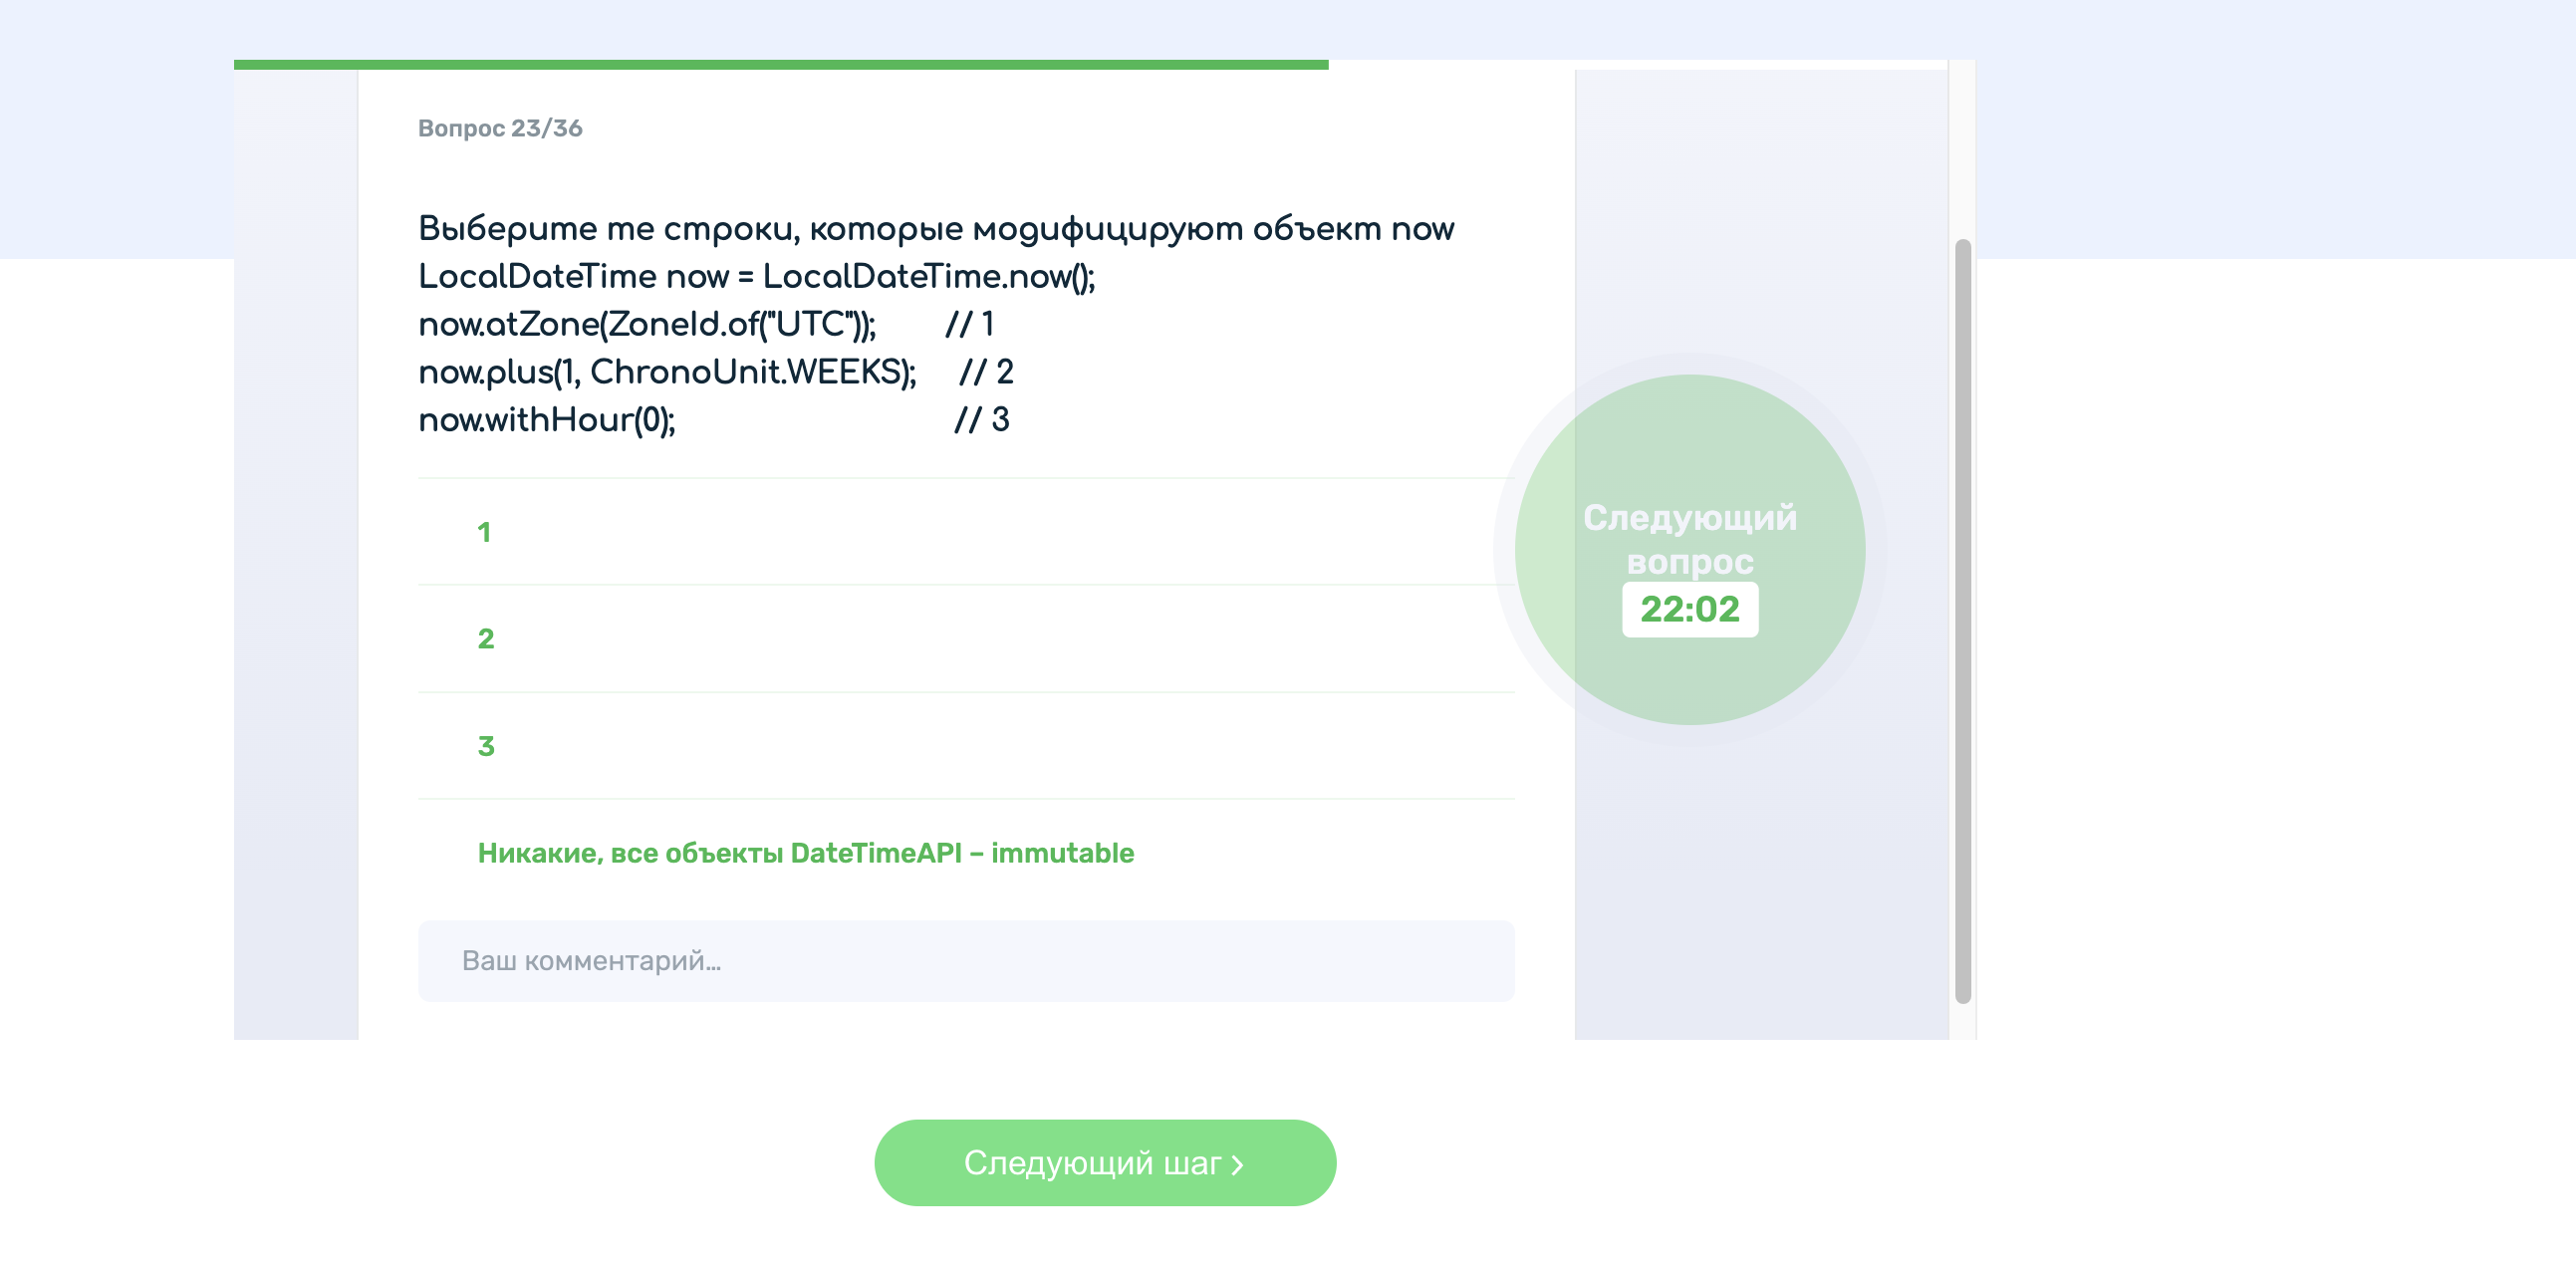 Вопрос 23/36
Выберите те строки, которые модифицируют объект now
LocalDateTime now = LocalDateTime.now();
now.atZone(ZoneId.of("UTC")); // 1
now.plus(1, ChronoUnit.WEEKS); // 2
now.withHour(0); // 3
1
2
3
Никакие, все объекты DateTimeAPI – immutable
Ваш комментарий...
Следующий
вопрос
22:02
Следующий шаг >